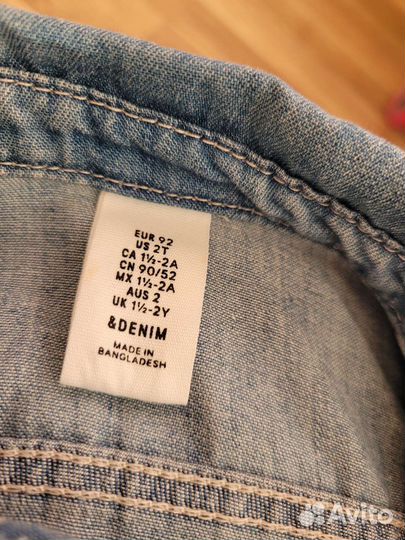 EUR 92
US 2T
CA 1½-2A
CN 90/52
MX 1½-2A
AUS 2
UK 1½-2Y
&DENIM
MADE IN
BANGLADESH
Avito